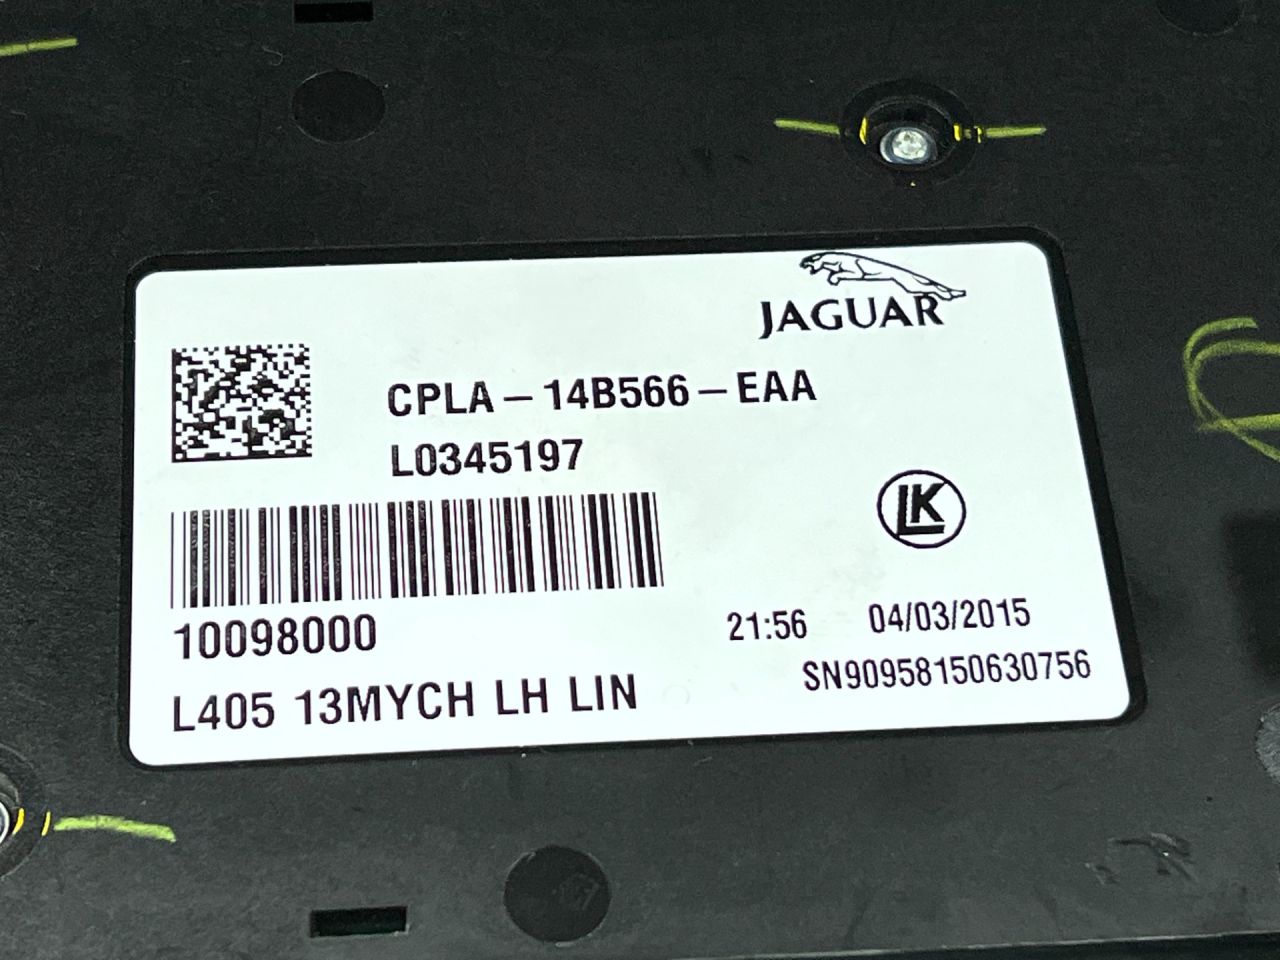 JAGUAR
CPLA-14B566-EAA
L0345197
LK
10098000
21:56 04/03/2015
SN90958150630756
L405 13MYCH LH LIN